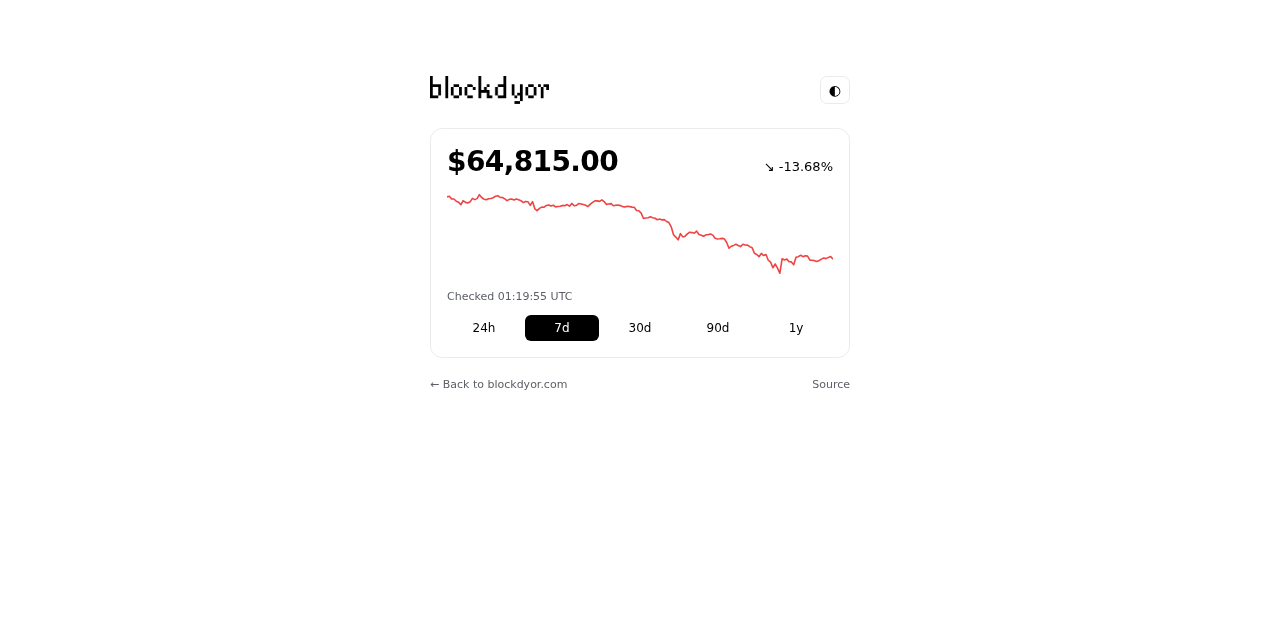 blockdyor
◐
$64,815.00
↘ -13.68%
Checked 01:19:55 UTC
24h 7d 30d 90d 1y
← Back to blockdyor.com
Source